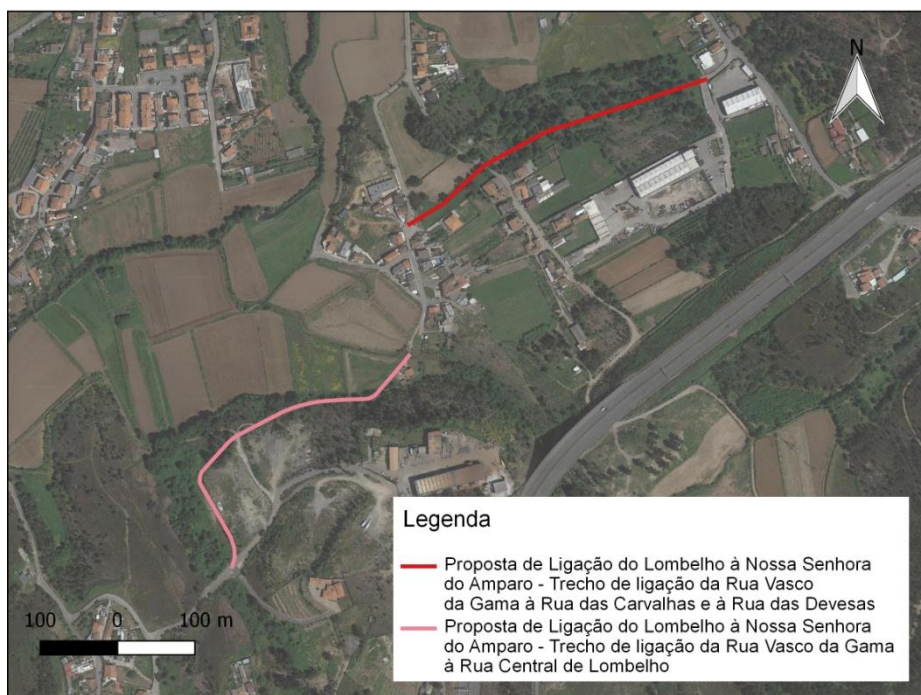 N
Legenda
Proposta de Ligação do Lombelho à Nossa Senhora
do Amparo - Trecho de ligação da Rua Vasco
da Gama à Rua das Carvalhas e à Rua das Devesas
Proposta de Ligação do Lombelho à Nossa Senhora
do Amparo - Trecho de ligação da Rua Vasco da Gama
à Rua Central de Lombelho
100 0 100 m